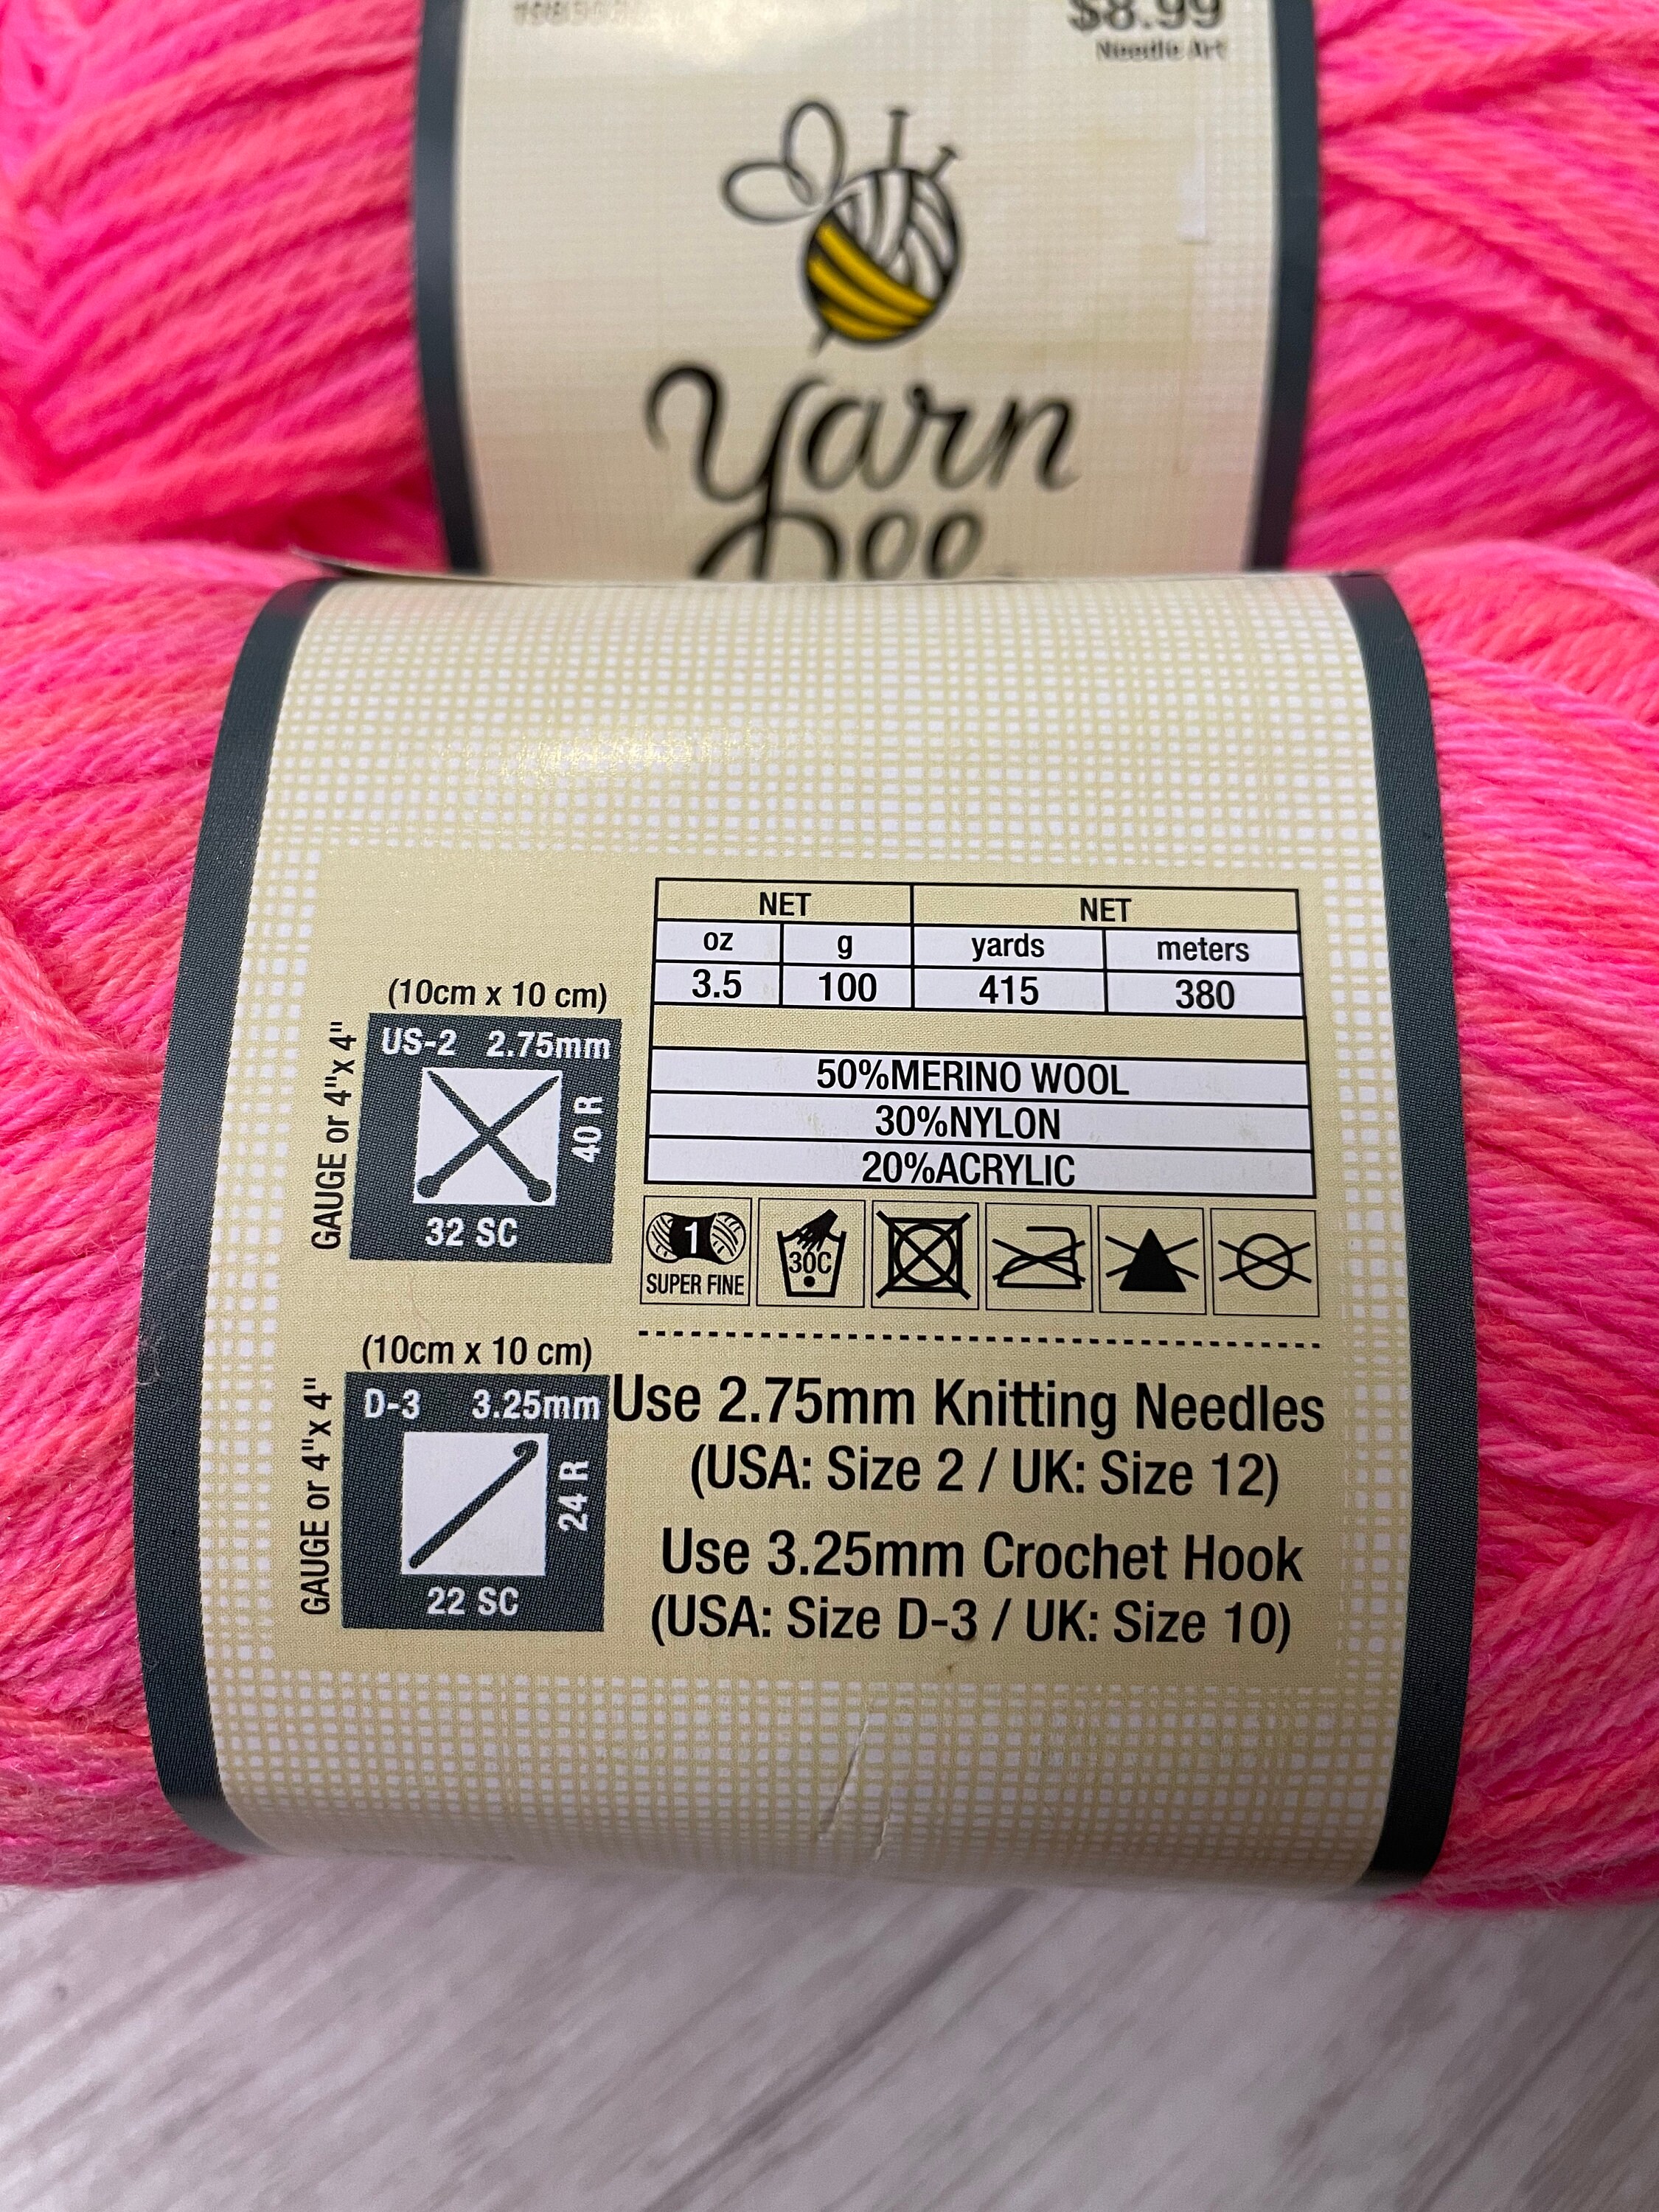 $8.99
Needle Art
Yarn
Bee.
NET NET
oz g yards meters
3.5 100 415 380
50%MERINO WOOL
30%NYLON
20%ACRYLIC
(10cm x 10 cm)
GAUGE or 4"x 4"
US-2 2.75mm
40 R
32 SC
1
SUPER FINE
30C
(10cm x 10 cm)
GAUGE or 4"x 4"
D-3 3.25mm
24 R
22 SC
Use 2.75mm Knitting Needles
(USA: Size 2 / UK: Size 12)
Use 3.25mm Crochet Hook
(USA: Size D-3 / UK: Size 10)